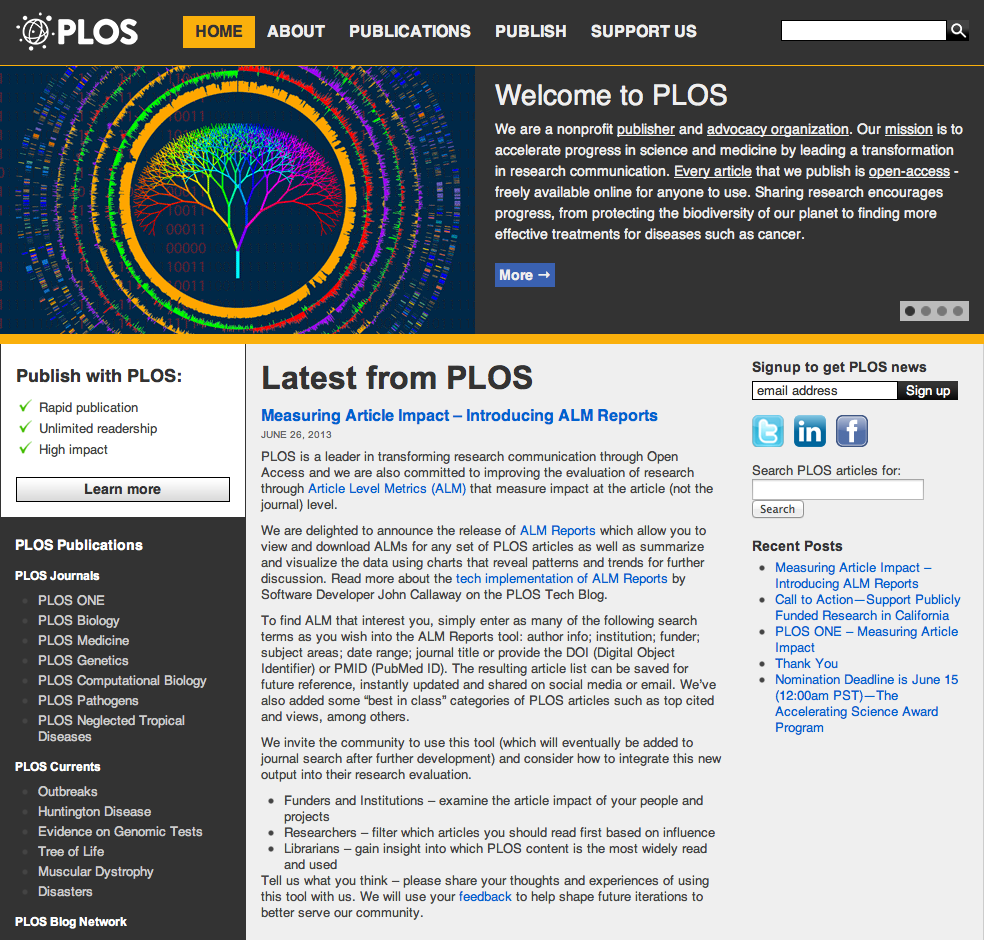 PLOS
HOME
ABOUT
PUBLICATIONS
PUBLISH
SUPPORT US
10011
10011
00011
00000
10011
10011
Welcome to PLOS
We are a nonprofit publisher and advocacy organization. Our mission is to
accelerate progress in science and medicine by leading a transformation
in research communication. Every article that we publish is open-access -
freely available online for anyone to use. Sharing research encourages
progress, from protecting the biodiversity of our planet to finding more
effective treatments for diseases such as cancer.
More →
Publish with PLOS:
Rapid publication
Unlimited readership
High impact
Learn more
PLOS Publications
PLOS Journals
PLOS ONE
PLOS Biology
PLOS Medicine
PLOS Genetics
PLOS Computational Biology
PLOS Pathogens
PLOS Neglected Tropical
Diseases
PLOS Currents
Outbreaks
Huntington Disease
Evidence on Genomic Tests
Tree of Life
Muscular Dystrophy
Disasters
PLOS Blog Network
Latest from PLOS
Measuring Article Impact – Introducing ALM Reports
JUNE 26, 2013
PLOS is a leader in transforming research communication through Open
Access and we are also committed to improving the evaluation of research
through Article Level Metrics (ALM) that measure impact at the article (not the
journal) level.
We are delighted to announce the release of ALM Reports which allow you to
view and download ALMs for any set of PLOS articles as well as summarize
and visualize the data using charts that reveal patterns and trends for further
discussion. Read more about the tech implementation of ALM Reports by
Software Developer John Callaway on the PLOS Tech Blog.
To find ALM that interest you, simply enter as many of the following search
terms as you wish into the ALM Reports tool: author info; institution; funder;
subject areas; date range; journal title or provide the DOI (Digital Object
Identifier) or PMID (PubMed ID). The resulting article list can be saved for
future reference, instantly updated and shared on social media or email. We've
also added some “best in class” categories of PLOS articles such as top cited
and views, among others.
We invite the community to use this tool (which will eventually be added to
journal search after further development) and consider how to integrate this new
output into their research evaluation.
Funders and Institutions – examine the article impact of your people and
projects
Researchers – filter which articles you should read first based on influence
Librarians – gain insight into which PLOS content is the most widely read
and used
Tell us what you think – please share your thoughts and experiences of using
this tool with us. We will use your feedback to help shape future iterations to
better serve our community.
Signup to get PLOS news
email address
Sign up
Search PLOS articles for:
Search
Recent Posts
Measuring Article Impact –
Introducing ALM Reports
Call to Action—Support Publicly
Funded Research in California
PLOS ONE – Measuring Article
Impact
Thank You
Nomination Deadline is June 15
(12:00am PST)—The
Accelerating Science Award
Program